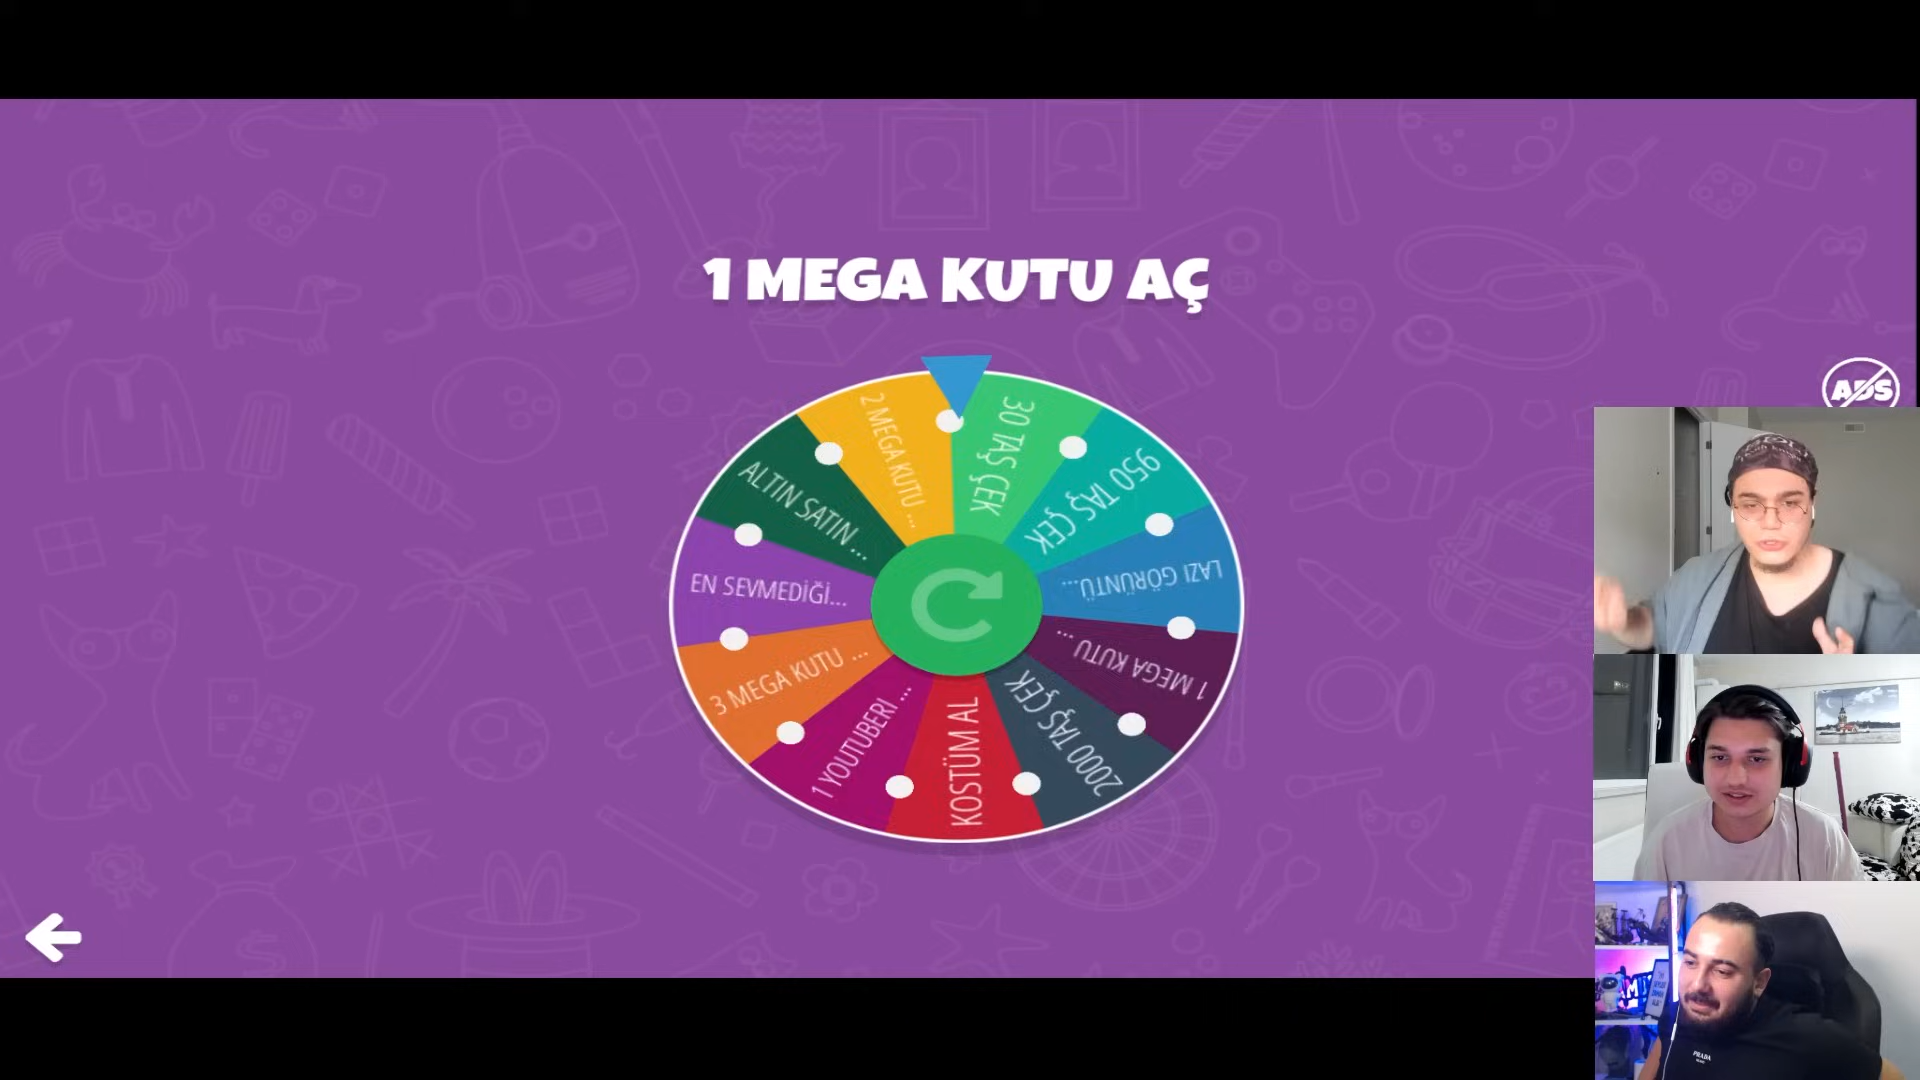 1 MEGA KUTU AÇ
30 TAŞ ÇEK
950 TAŞ ÇEK
LAZI GÖRÜNTÜ...
1 MEGA KUTU ...
2000 TAŞ ÇEK
KOSTÜM AL
1 YOUTUBERI ...
3 MEGA KUTU ...
EN SEVMEDİĞİ...
ALTIN SATIN ...
2 MEGA KUTU ...
ADS
PRADA